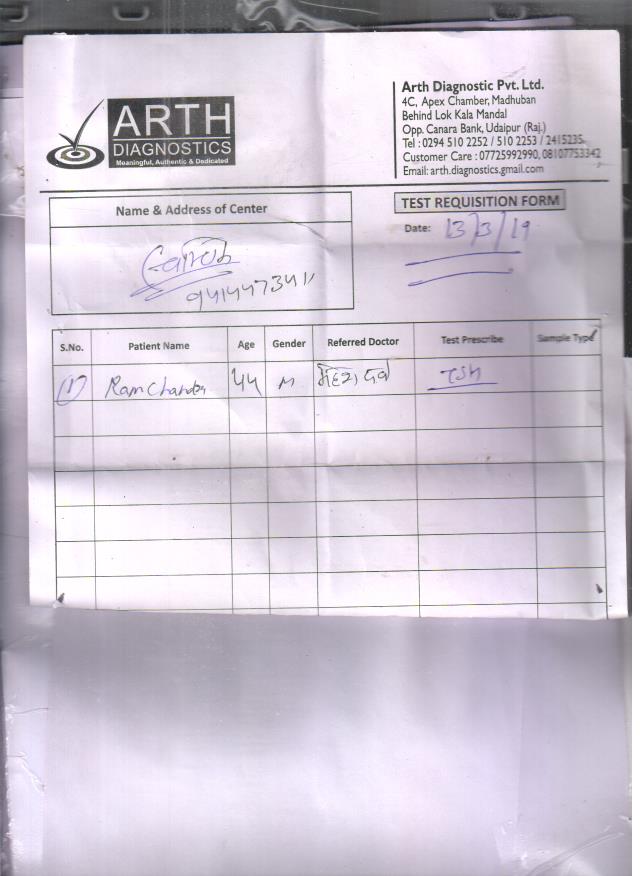 ARTH
DIAGNOSTICS
Meaningful, Authentic & Dedicated
Arth Diagnostic Pvt. Ltd.
4C, Apex Chamber, Madhuban
Behind Lok Kala Mandal
Opp. Canara Bank, Udaipur (Raj.)
Tel : 0294 510 2252 / 510 2253 / 2415235
Customer Care : 07725992990, 08107753342
Email: arth.diagnostics.gmail.com
Name & Address of Center
TEST REQUISITION FORM
Date: 13/3/19
S.No. Patient Name Age Gender Referred Doctor Test Prescribe Sample Type
(1) Ram Chandra M TSH